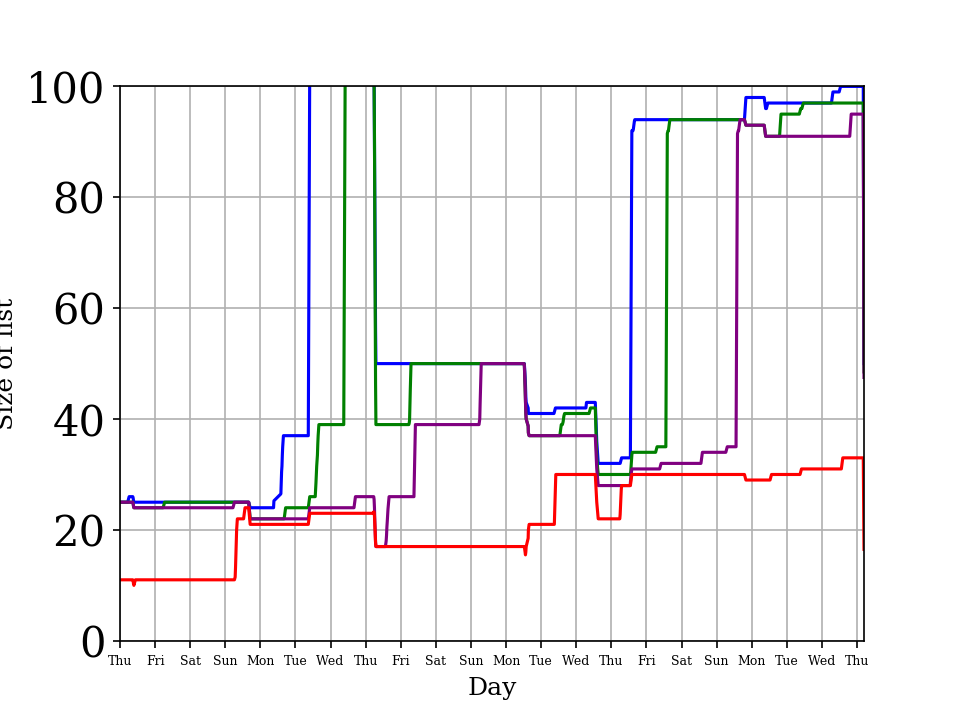 100
80
60
40
20
0
Size of list
Thu Fri Sat Sun Mon Tue Wed Thu Fri Sat Sun Mon Tue Wed Thu Fri Sat Sun Mon Tue Wed Thu
Day